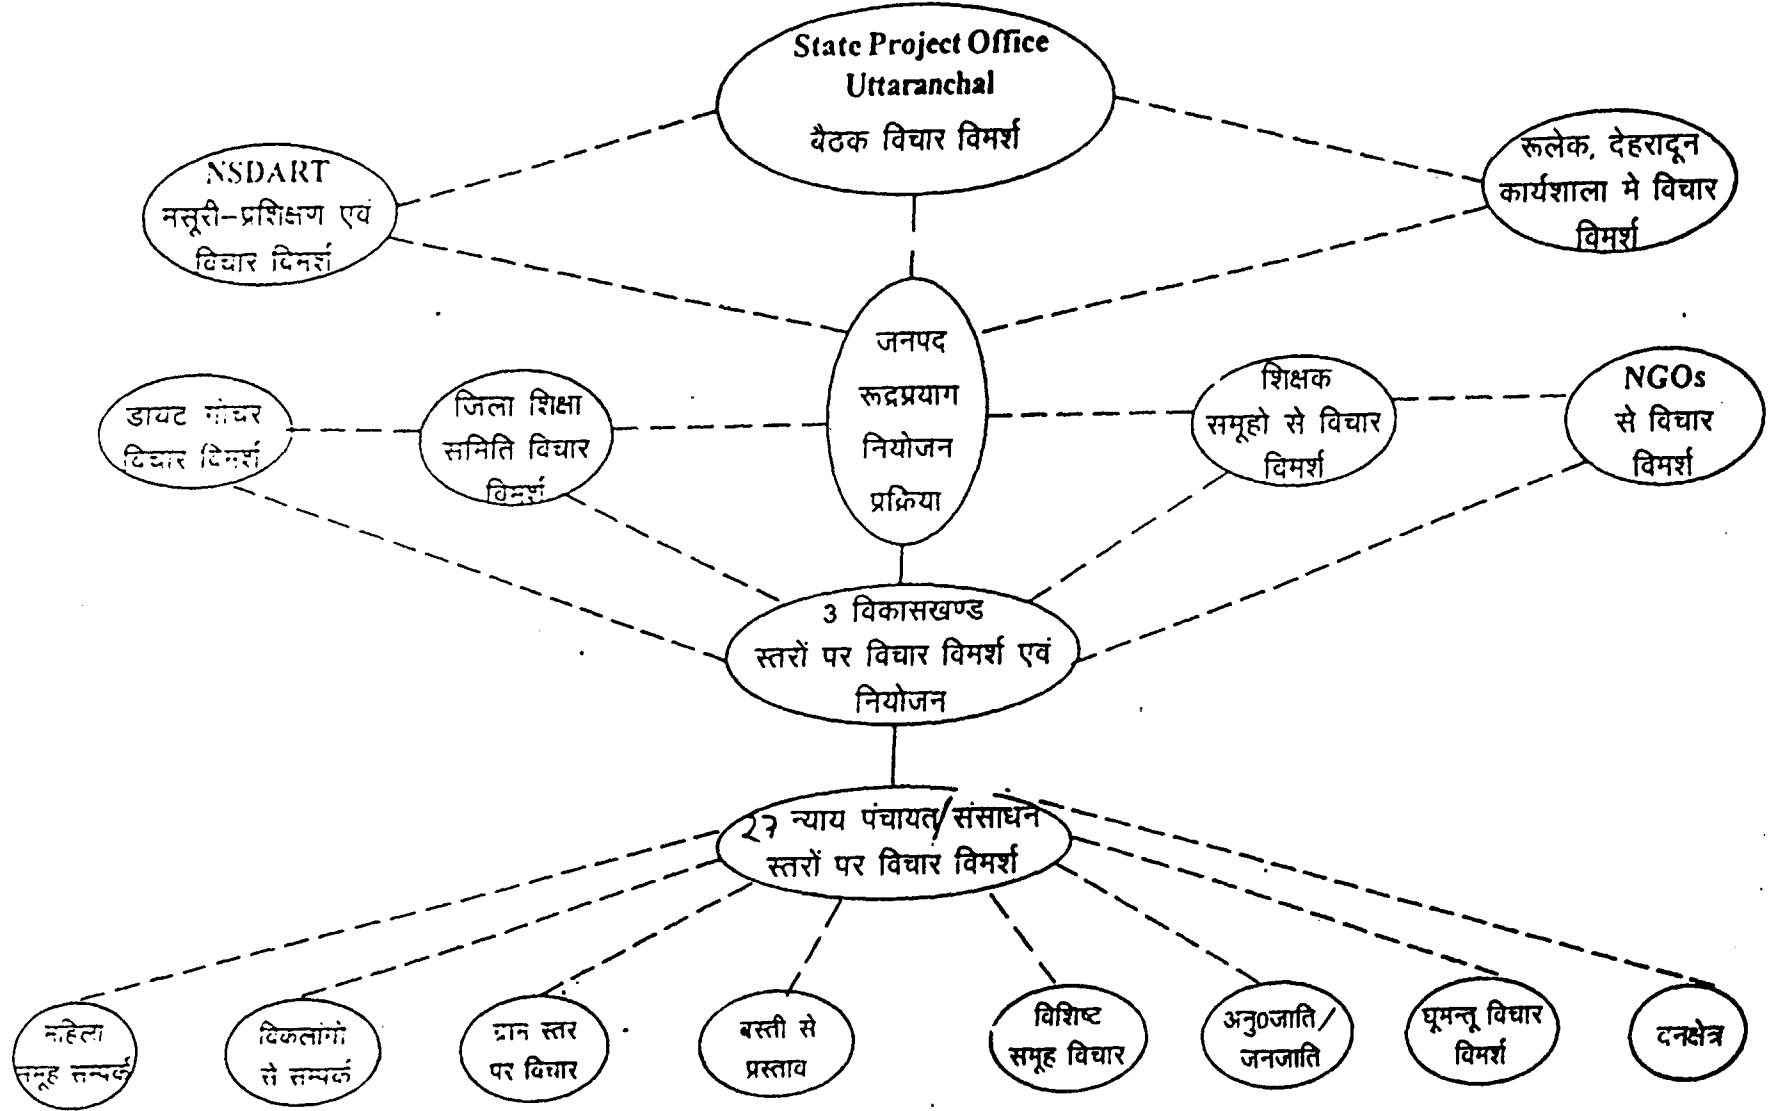 State Project Office
Uttaranchal
बैठक विचार विमर्श
NSDART
मसूरी–प्रशिक्षण एवं
विचार विमर्श
रूलेक, देहरादून
कार्यशाला मे विचार
विमर्श
जनपद
रूद्रप्रयाग
नियोजन
प्रक्रिया
डायट गोचर
विचार विमर्श
जिला शिक्षा
समिति विचार
विमर्श
शिक्षक
समूहो से विचार
विमर्श
NGOs
से विचार
विमर्श
3 विकासखण्ड
स्तरों पर विचार विमर्श एवं
नियोजन
२७ न्याय पंचायत/संसाधन
स्तरों पर विचार विमर्श
महिला
समूह सम्पर्क
विकलांगो
से सम्पर्क
ग्राम स्तर
पर विचार
बस्ती से
प्रस्ताव
विशिष्ट
समूह विचार
अनु०जाति/
जनजाति
घूमन्तू विचार
विमर्श
वनक्षेत्र